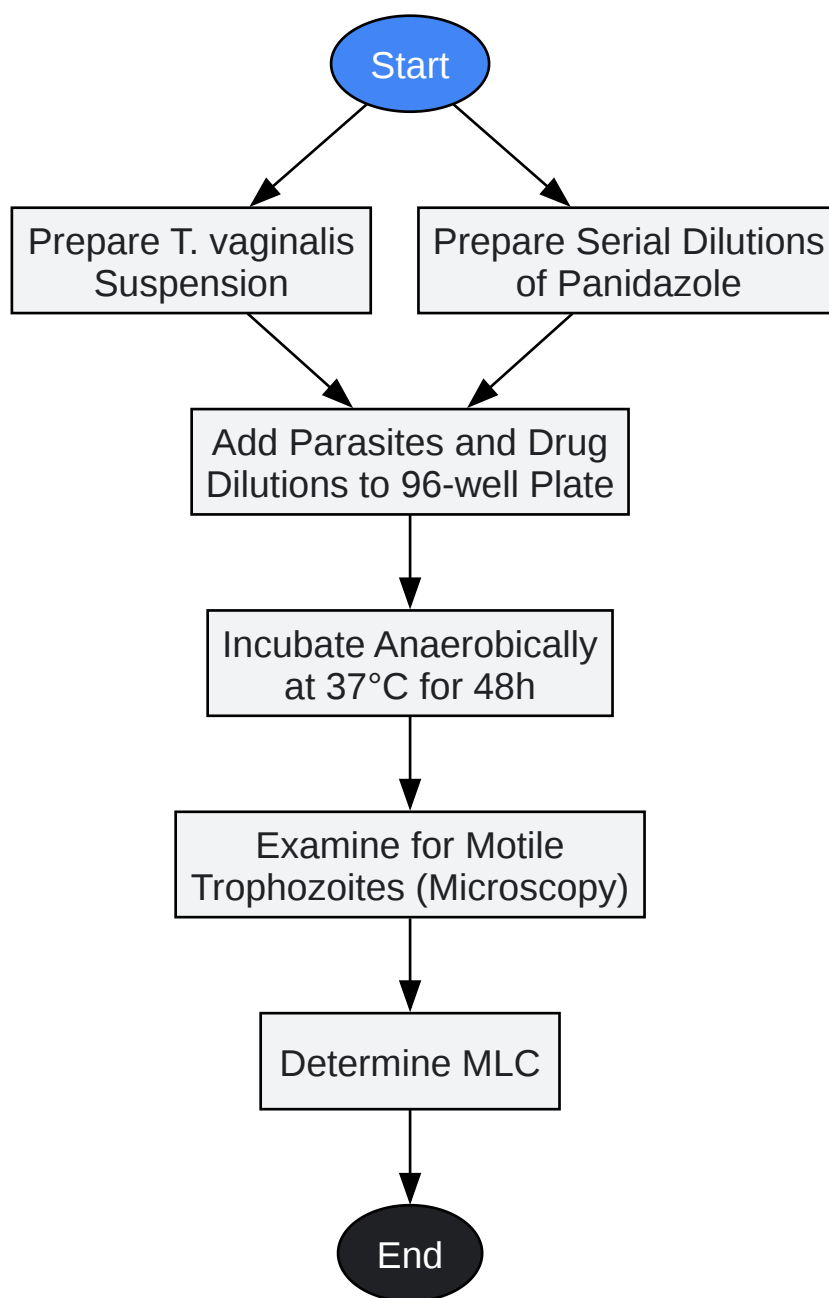 Start
Prepare T. vaginalis
Suspension
Prepare Serial Dilutions
of Panidazole
Add Parasites and Drug
Dilutions to 96-well Plate
Incubate Anaerobically
at 37°C for 48h
Examine for Motile
Trophozoites (Microscopy)
Determine MLC
End